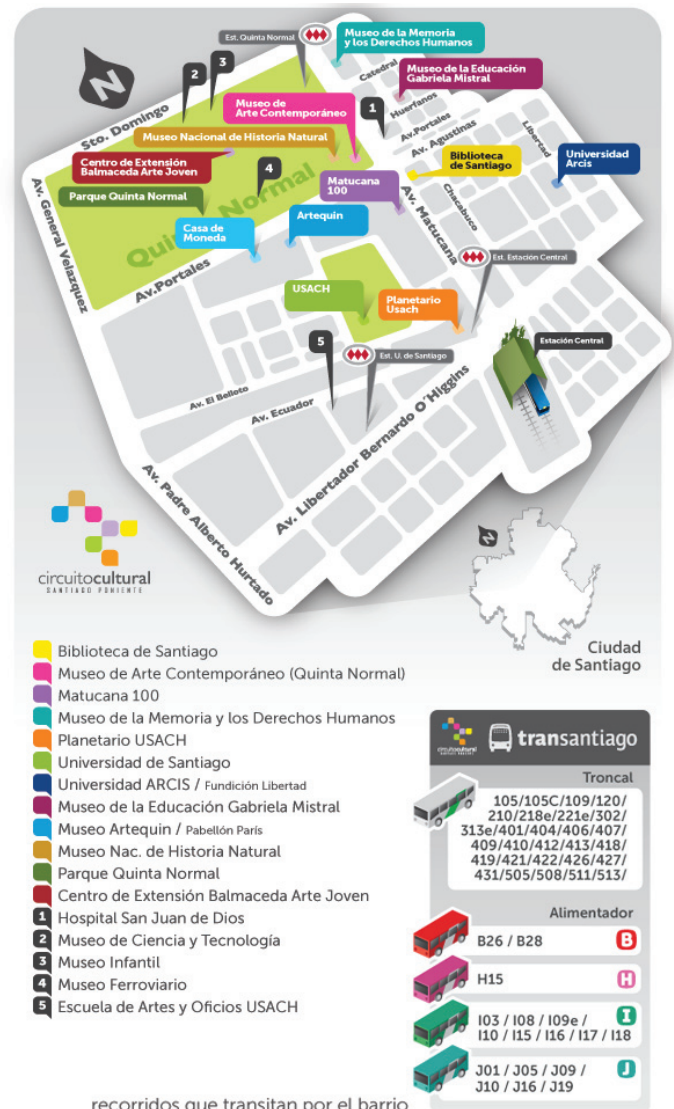 Est. Quinta Normal
Museo de la Memoria
y los Derechos Humanos
3
2
N
Catedral
Museo de la Educación
Gabriela Mistral
Museo de
Arte Contemporáneo
1
Huerfanos
Sto. Domingo
Museo Nacional de Historia Natural
Av.Portales
Av. Agustinas
Libertad
Centro de Extensión
Balmaceda Arte Joven
4
Biblioteca
de Santiago
Universidad
Arcis
Parque Quinta Normal
Matucana
100
Chacabuco
Av. General Velazquez
Quinta Normal
Casa de
Moneda
Artequin
Av. Matucana
Est. Estación Central
Av.Portales
USACH
Planetario
Usach
5
Est. U. de Santiago
Estación Central
Av. El Belloto
Av. Ecuador
Av. Libertador Bernardo O´Higgins
Av. Padre Alberto Hurtado
N
circuitocultural
SANTIAGO PONIENTE
Ciudad
de Santiago
Biblioteca de Santiago
Museo de Arte Contemporáneo (Quinta Normal)
Matucana 100
Museo de la Memoria y los Derechos Humanos
Planetario USACH
Universidad de Santiago
Universidad ARCIS / Fundición Libertad
Museo de la Educación Gabriela Mistral
Museo Artequin / Pabellón París
Museo Nac. de Historia Natural
Parque Quinta Normal
Centro de Extensión Balmaceda Arte Joven
1 Hospital San Juan de Dios
2 Museo de Ciencia y Tecnología
3 Museo Infantil
4 Museo Ferroviario
5 Escuela de Artes y Oficios USACH
circuitocultural
SANTIAGO PONIENTE
transantiago
Troncal
105/105C/109/120/
210/218e/221e/302/
313e/401/404/406/407/
409/410/412/413/418/
419/421/422/426/427/
431/505/508/511/513/
Alimentador
B26 / B28
B
H15
H
I03 / I08 / I09e /
I10 / I15 / I16 / I17 / I18
I
J01 / J05 / J09 /
J10 / J16 / J19
J
recorridos que transitan por el barrio